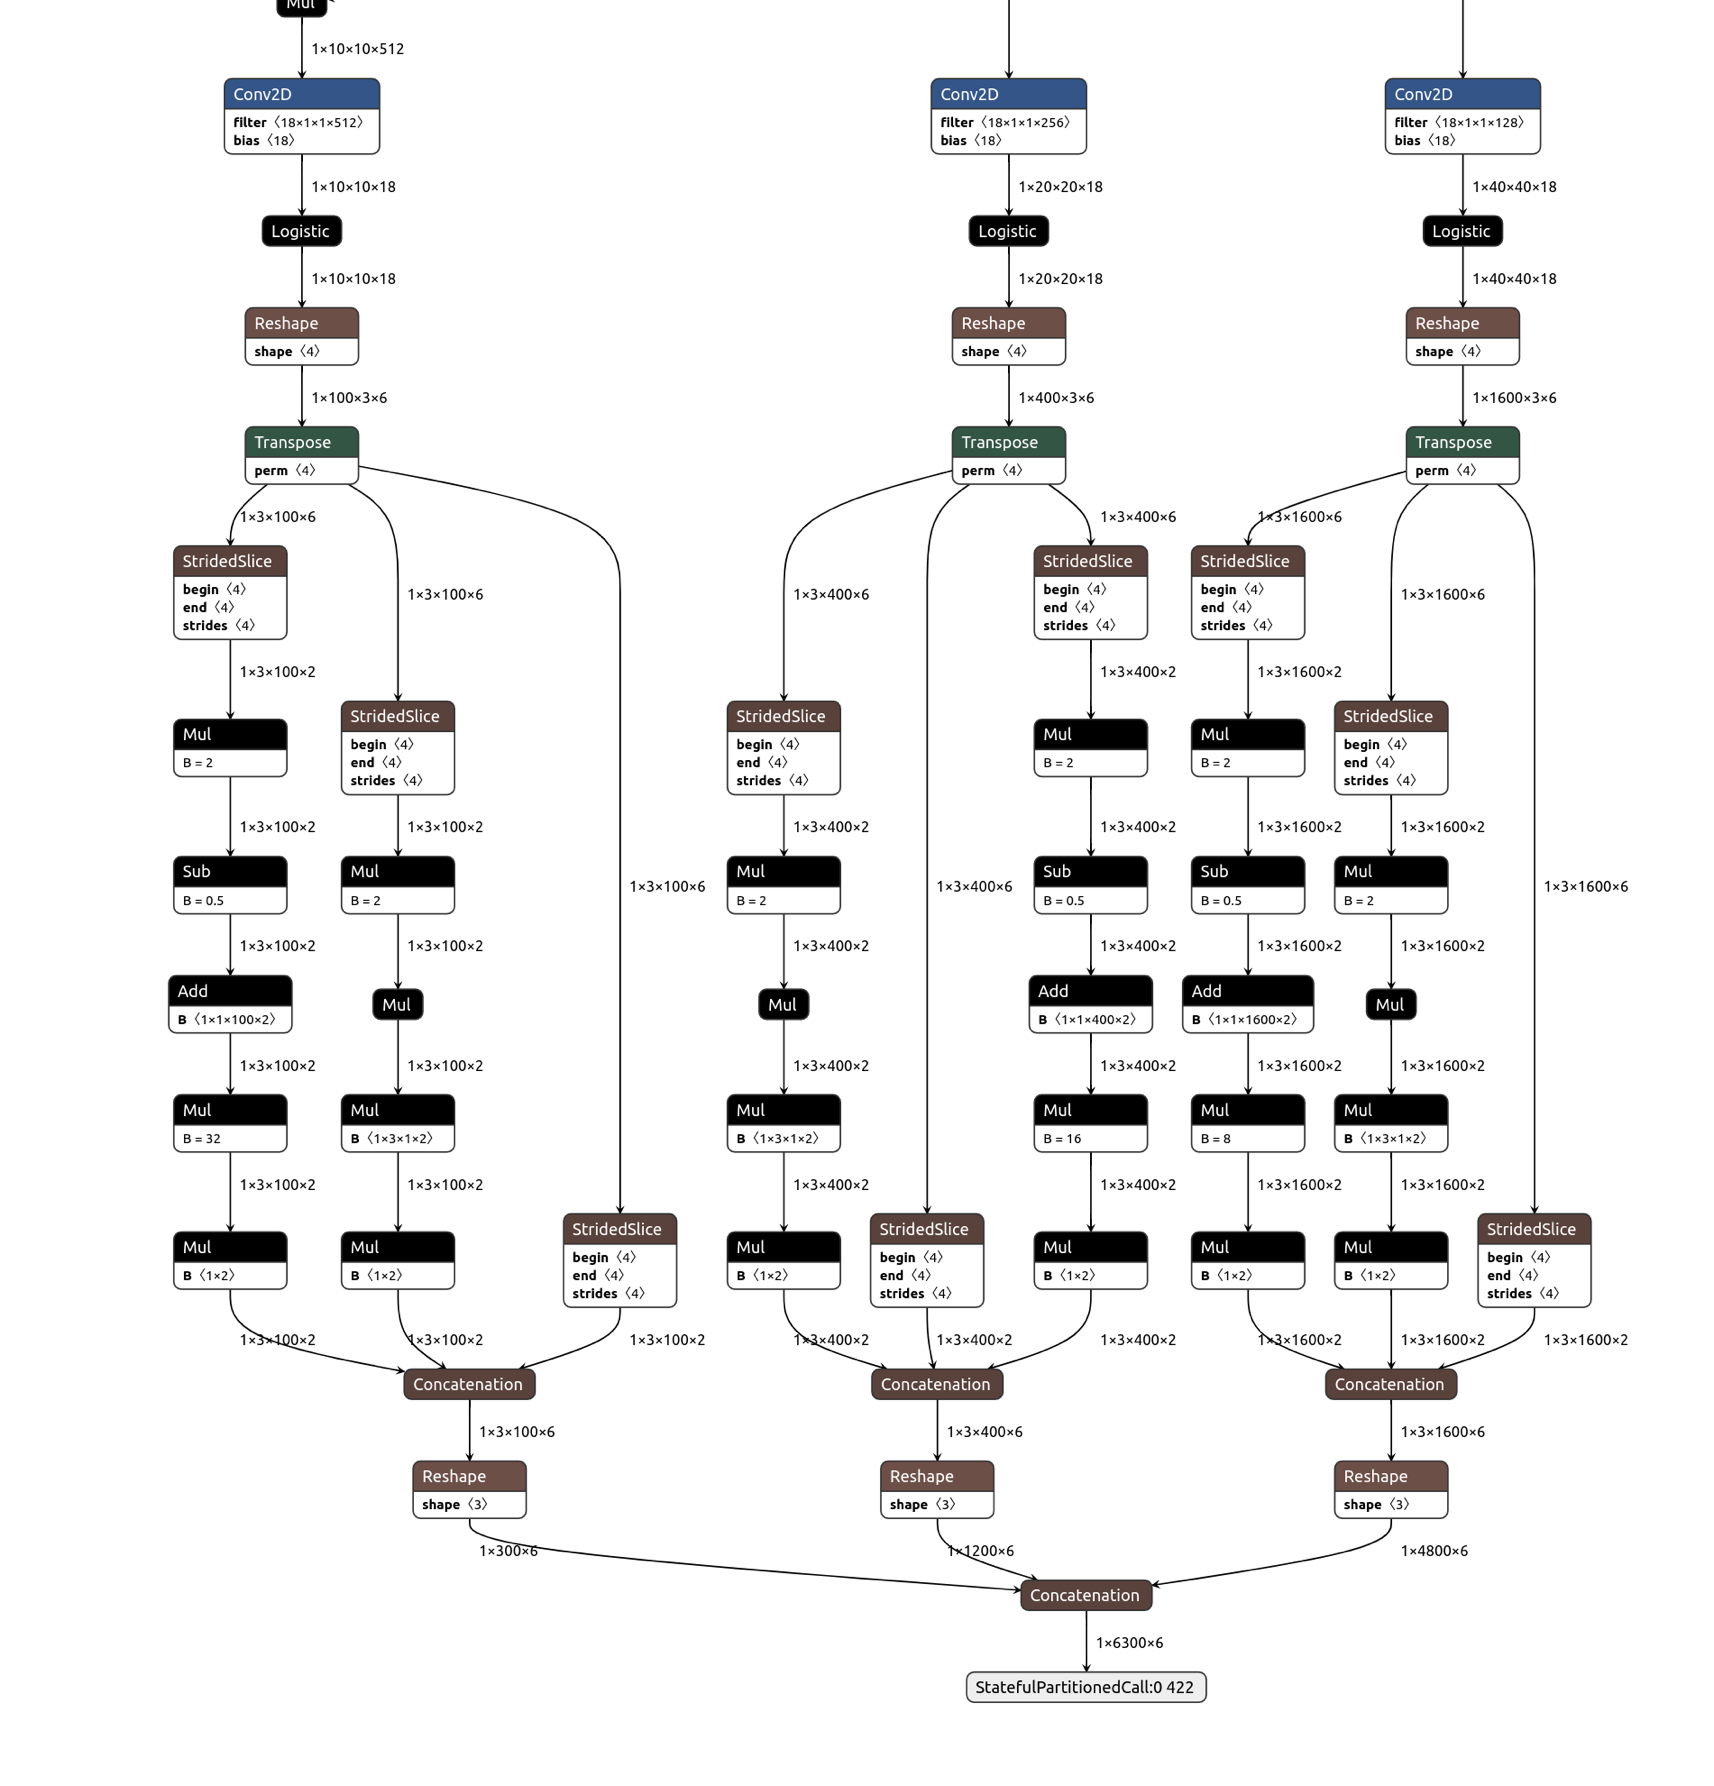 Mul
1×10×10×512
Conv2D
filter〈18×1×1×512〉
bias〈18〉
Conv2D
filter〈18×1×1×256〉
bias〈18〉
Conv2D
filter〈18×1×1×128〉
bias〈18〉
1×10×10×18
1×20×20×18
1×40×40×18
Logistic
Logistic
Logistic
1×10×10×18
1×20×20×18
1×40×40×18
Reshape
shape〈4〉
Reshape
shape〈4〉
Reshape
shape〈4〉
1×100×3×6
1×400×3×6
1×1600×3×6
Transpose
perm〈4〉
Transpose
perm〈4〉
Transpose
perm〈4〉
1×3×100×6
1×3×400×6
1×3×1600×6
StridedSlice
begin〈4〉
end〈4〉
strides〈4〉
1×3×100×6
1×3×400×6
StridedSlice
begin〈4〉
end〈4〉
strides〈4〉
StridedSlice
begin〈4〉
end〈4〉
strides〈4〉
1×3×1600×6
1×3×100×2
1×3×400×2
1×3×1600×2
Mul
B = 2
StridedSlice
begin〈4〉
end〈4〉
strides〈4〉
StridedSlice
begin〈4〉
end〈4〉
strides〈4〉
Mul
B = 2
Mul
B = 2
StridedSlice
begin〈4〉
end〈4〉
strides〈4〉
1×3×100×2
1×3×100×2
1×3×400×2
1×3×400×2
1×3×1600×2
1×3×1600×2
Sub
B = 0.5
Mul
B = 2
1×3×100×6
Mul
B = 2
1×3×400×6
Sub
B = 0.5
Sub
B = 0.5
Mul
B = 2
1×3×1600×6
1×3×100×2
1×3×100×2
1×3×400×2
1×3×400×2
1×3×1600×2
1×3×1600×2
Add
B〈1×1×100×2〉
Mul
Mul
Add
B〈1×1×400×2〉
Add
B〈1×1×1600×2〉
Mul
1×3×100×2
1×3×100×2
1×3×400×2
1×3×400×2
1×3×1600×2
1×3×1600×2
Mul
B = 32
Mul
B〈1×3×1×2〉
Mul
B〈1×3×1×2〉
Mul
B = 16
Mul
B = 8
Mul
B〈1×3×1×2〉
1×3×100×2
1×3×100×2
1×3×400×2
1×3×400×2
1×3×1600×2
1×3×1600×2
Mul
B〈1×2〉
Mul
B〈1×2〉
StridedSlice
begin〈4〉
end〈4〉
strides〈4〉
Mul
B〈1×2〉
StridedSlice
begin〈4〉
end〈4〉
strides〈4〉
Mul
B〈1×2〉
Mul
B〈1×2〉
Mul
B〈1×2〉
StridedSlice
begin〈4〉
end〈4〉
strides〈4〉
1×3×100×2
1×3×100×2
1×3×100×2
1×3×400×2
1×3×400×2
1×3×400×2
1×3×1600×2
1×3×1600×2
1×3×1600×2
Concatenation
Concatenation
Concatenation
1×3×100×6
1×3×400×6
1×3×1600×6
Reshape
shape〈3〉
Reshape
shape〈3〉
Reshape
shape〈3〉
1×300×6
1×1200×6
1×4800×6
Concatenation
1×6300×6
StatefulPartitionedCall:0 422